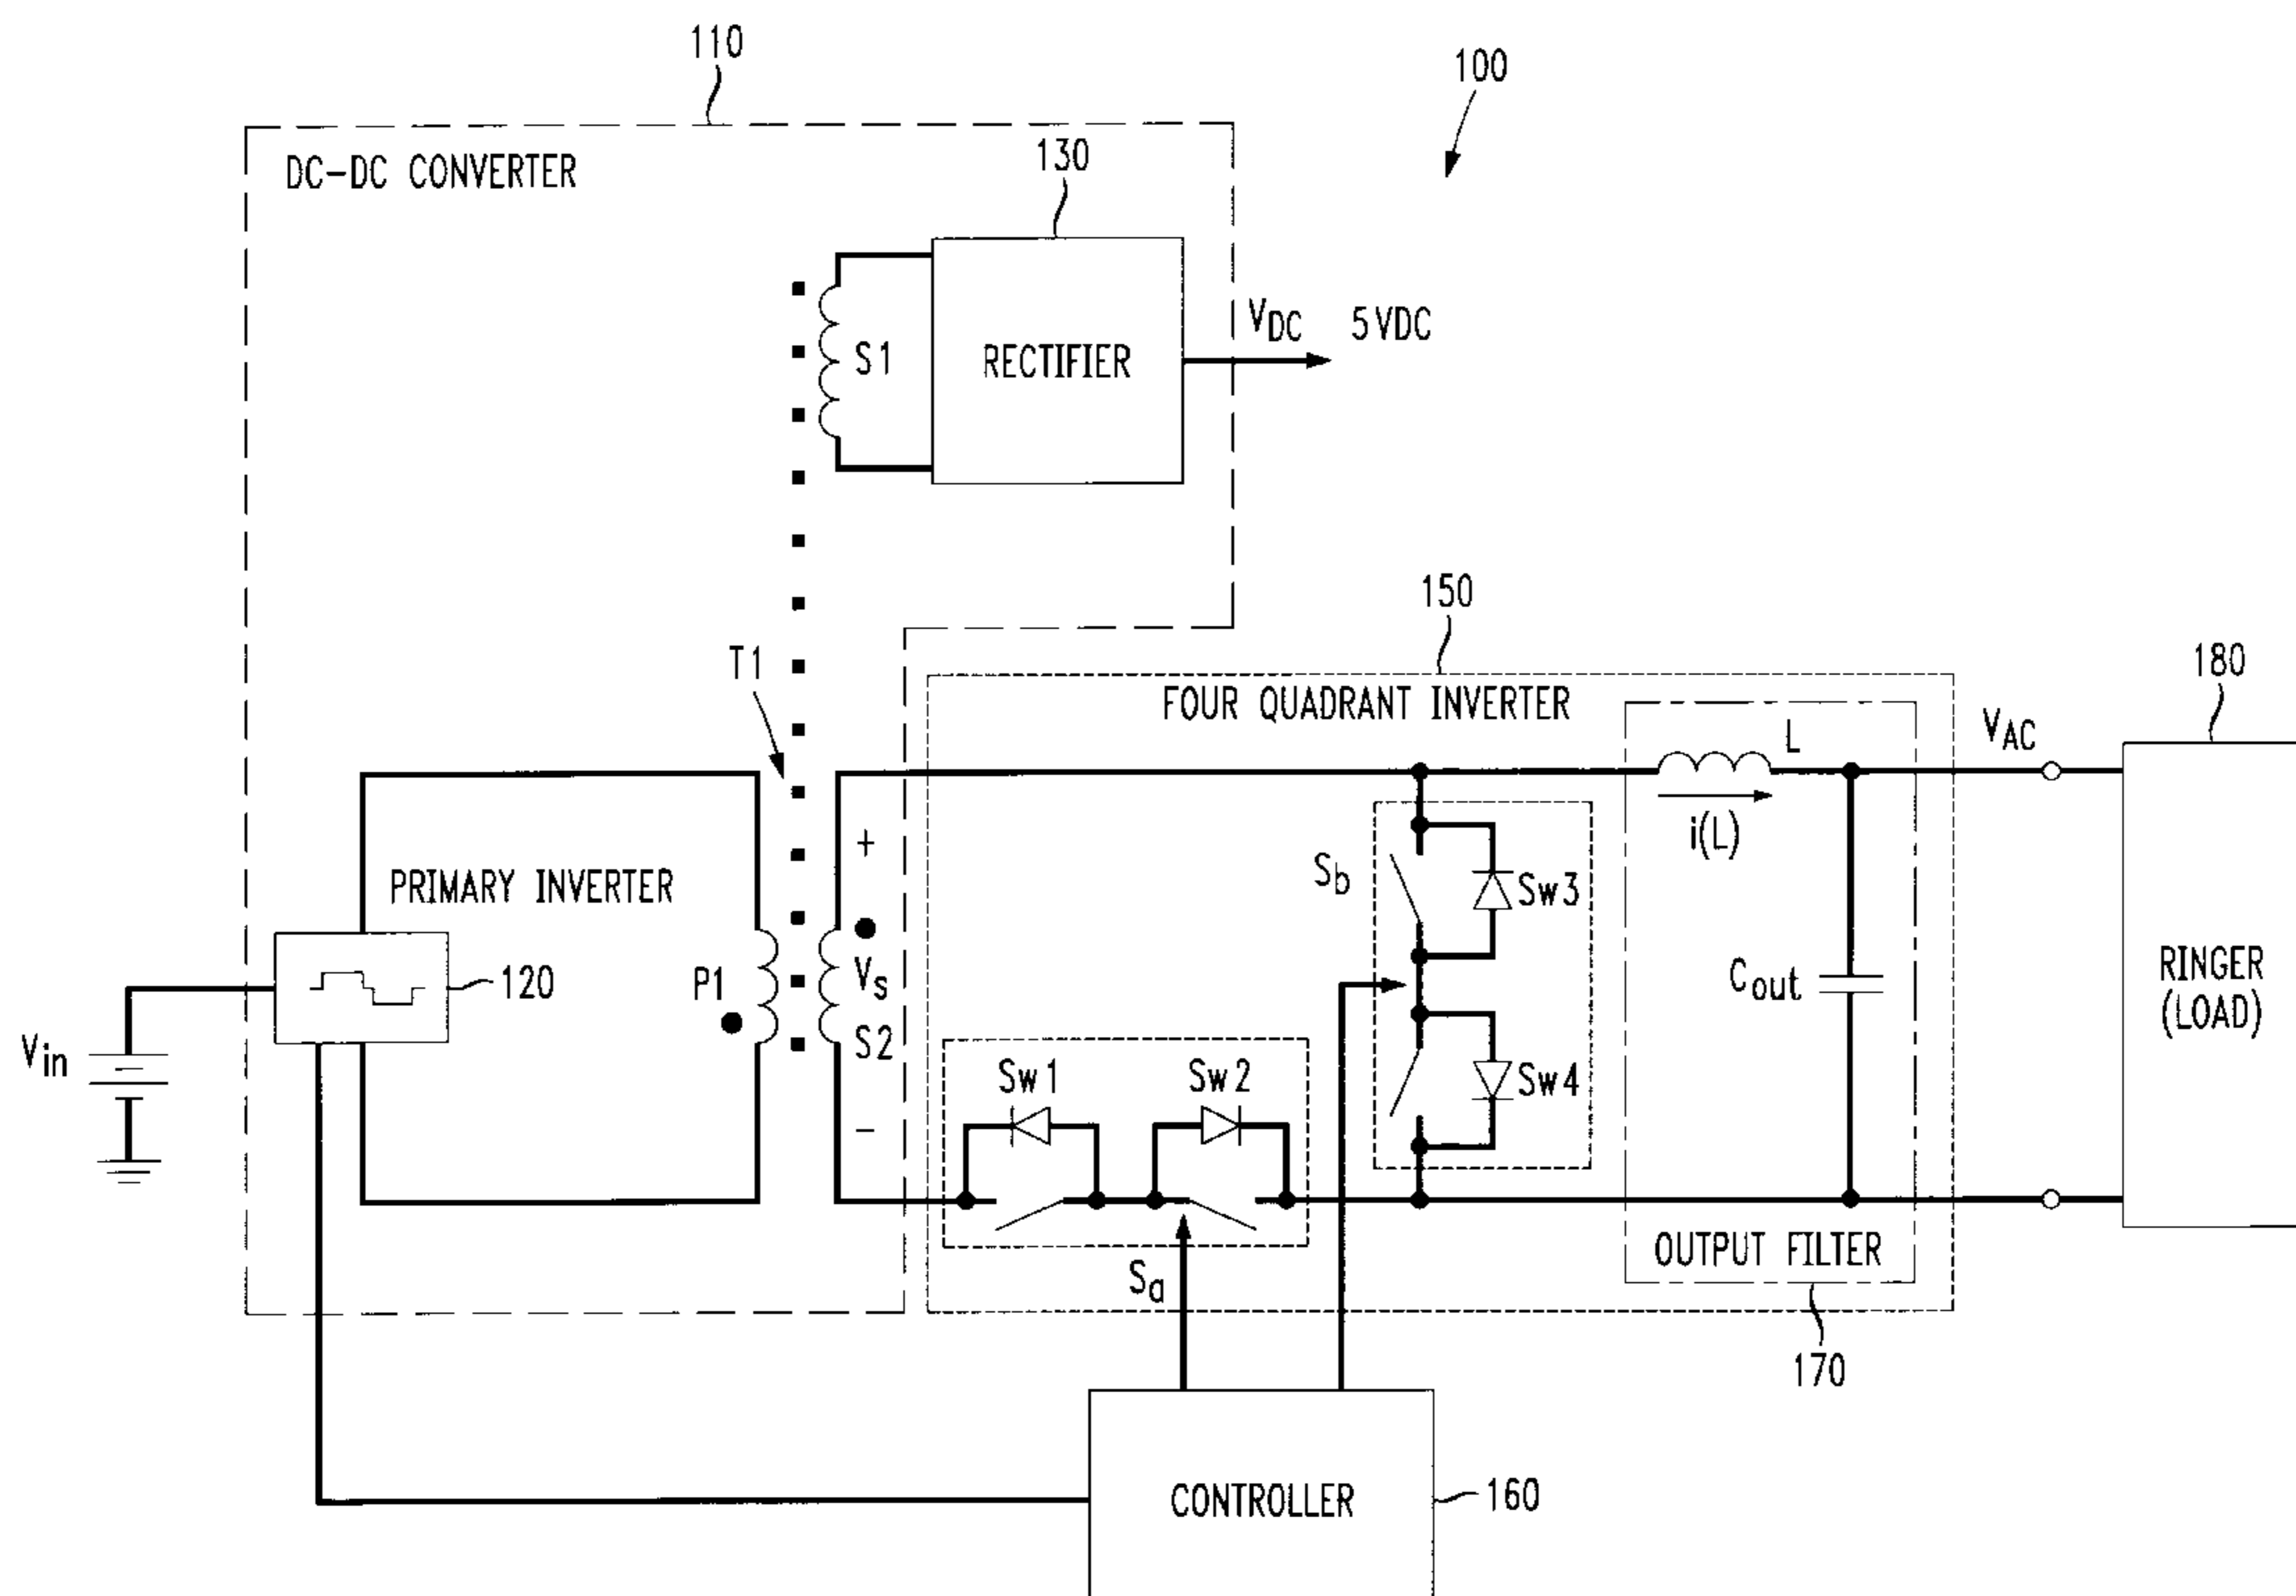 110
100
DC-DC CONVERTER
130
S1
RECTIFIER
VDC 5VDC
T1
150
FOUR QUADRANT INVERTER
180
L
VAC
i(L)
+
PRIMARY INVERTER
Sb
Sw3
P1
Vs
120
Cout
RINGER
(LOAD)
Vin
S2
Sw1
Sw2
Sw4
−
OUTPUT FILTER
Sa
170
CONTROLLER
160